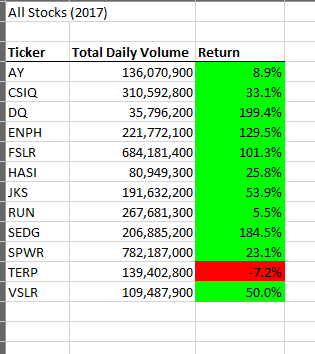 All Stocks (2017)
Ticker Total Daily Volume Return
AY 136,070,900 8.9%
CSIQ 310,592,800 33.1%
DQ 35,796,200 199.4%
ENPH 221,772,100 129.5%
FSLR 684,181,400 101.3%
HASI 80,949,300 25.8%
JKS 191,632,200 53.9%
RUN 267,681,300 5.5%
SEDG 206,885,200 184.5%
SPWR 782,187,000 23.1%
TERP 139,402,800 -7.2%
VSLR 109,487,900 50.0%